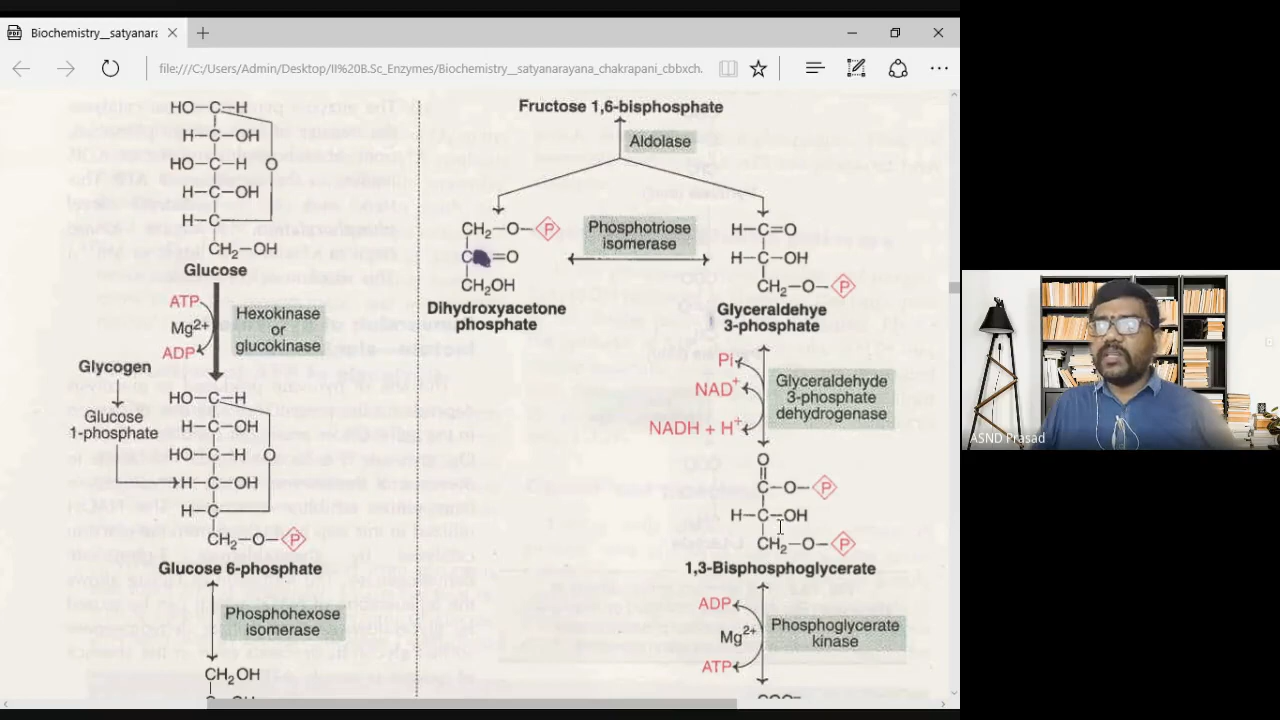 Biochemistry__satyanara
file:///C:/Users/Admin/Desktop/II%20B.Sc_Enzymes/Biochemistry__satyanarayana_chakrapani_cbbxch.
HO–C–H
H–C–OH
HO–C–H O
H–C–OH
H–C
CH₂–OH
Glucose
ATP
Mg²⁺
ADP
Hexokinase
or
glucokinase
Glycogen
Glucose
1-phosphate
HO–C–H
H–C–OH
HO–C–H O
H–C–OH
H–C
CH₂–O–P
Glucose 6-phosphate
Phosphohexose
isomerase
CH₂OH
Fructose 1,6-bisphosphate
Aldolase
CH₂–O–P
C=O
CH₂OH
Dihydroxyacetone
phosphate
Phosphotriose
isomerase
H–C=O
H–C–OH
CH₂–O–P
Glyceraldehye
3-phosphate
Pi
NAD⁺
NADH + H⁺
Glyceraldehyde
3-phosphate
dehydrogenase
O
C–O–P
H–C–OH
CH₂–O–P
1,3-Bisphosphoglycerate
ADP
Mg²⁺
ATP
Phosphoglycerate
kinase
ASND Prasad